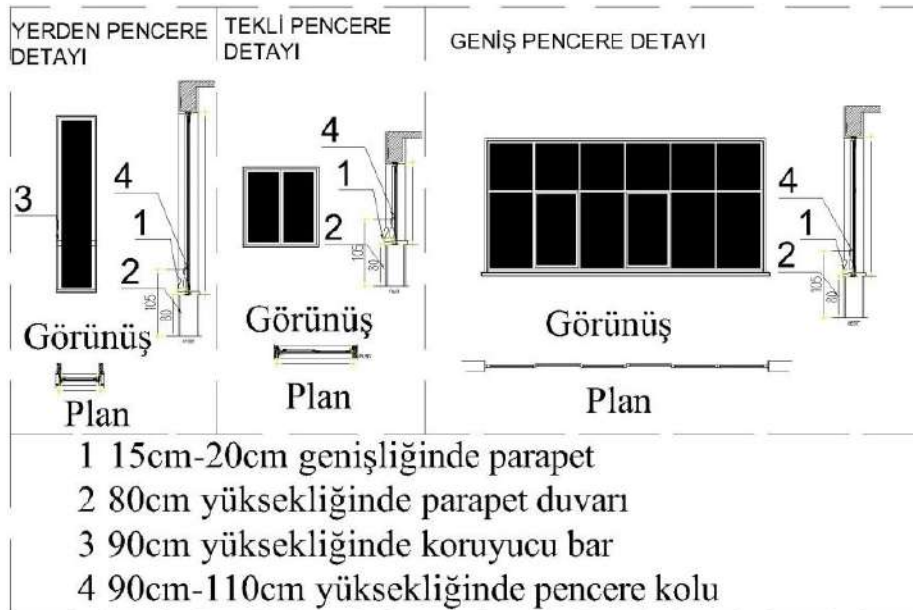 YERDEN PENCERE
DETAYI
3
4
1
2
105
80
Görünüş
Plan
TEKLİ PENCERE
DETAYI
4
1
2
105
80
Görünüş
Plan
GENİŞ PENCERE DETAYI
4
1
2
105
80
Görünüş
Plan
1 15cm-20cm genişliğinde parapet
2 80cm yüksekliğinde parapet duvarı
3 90cm yüksekliğinde koruyucu bar
4 90cm-110cm yüksekliğinde pencere kolu